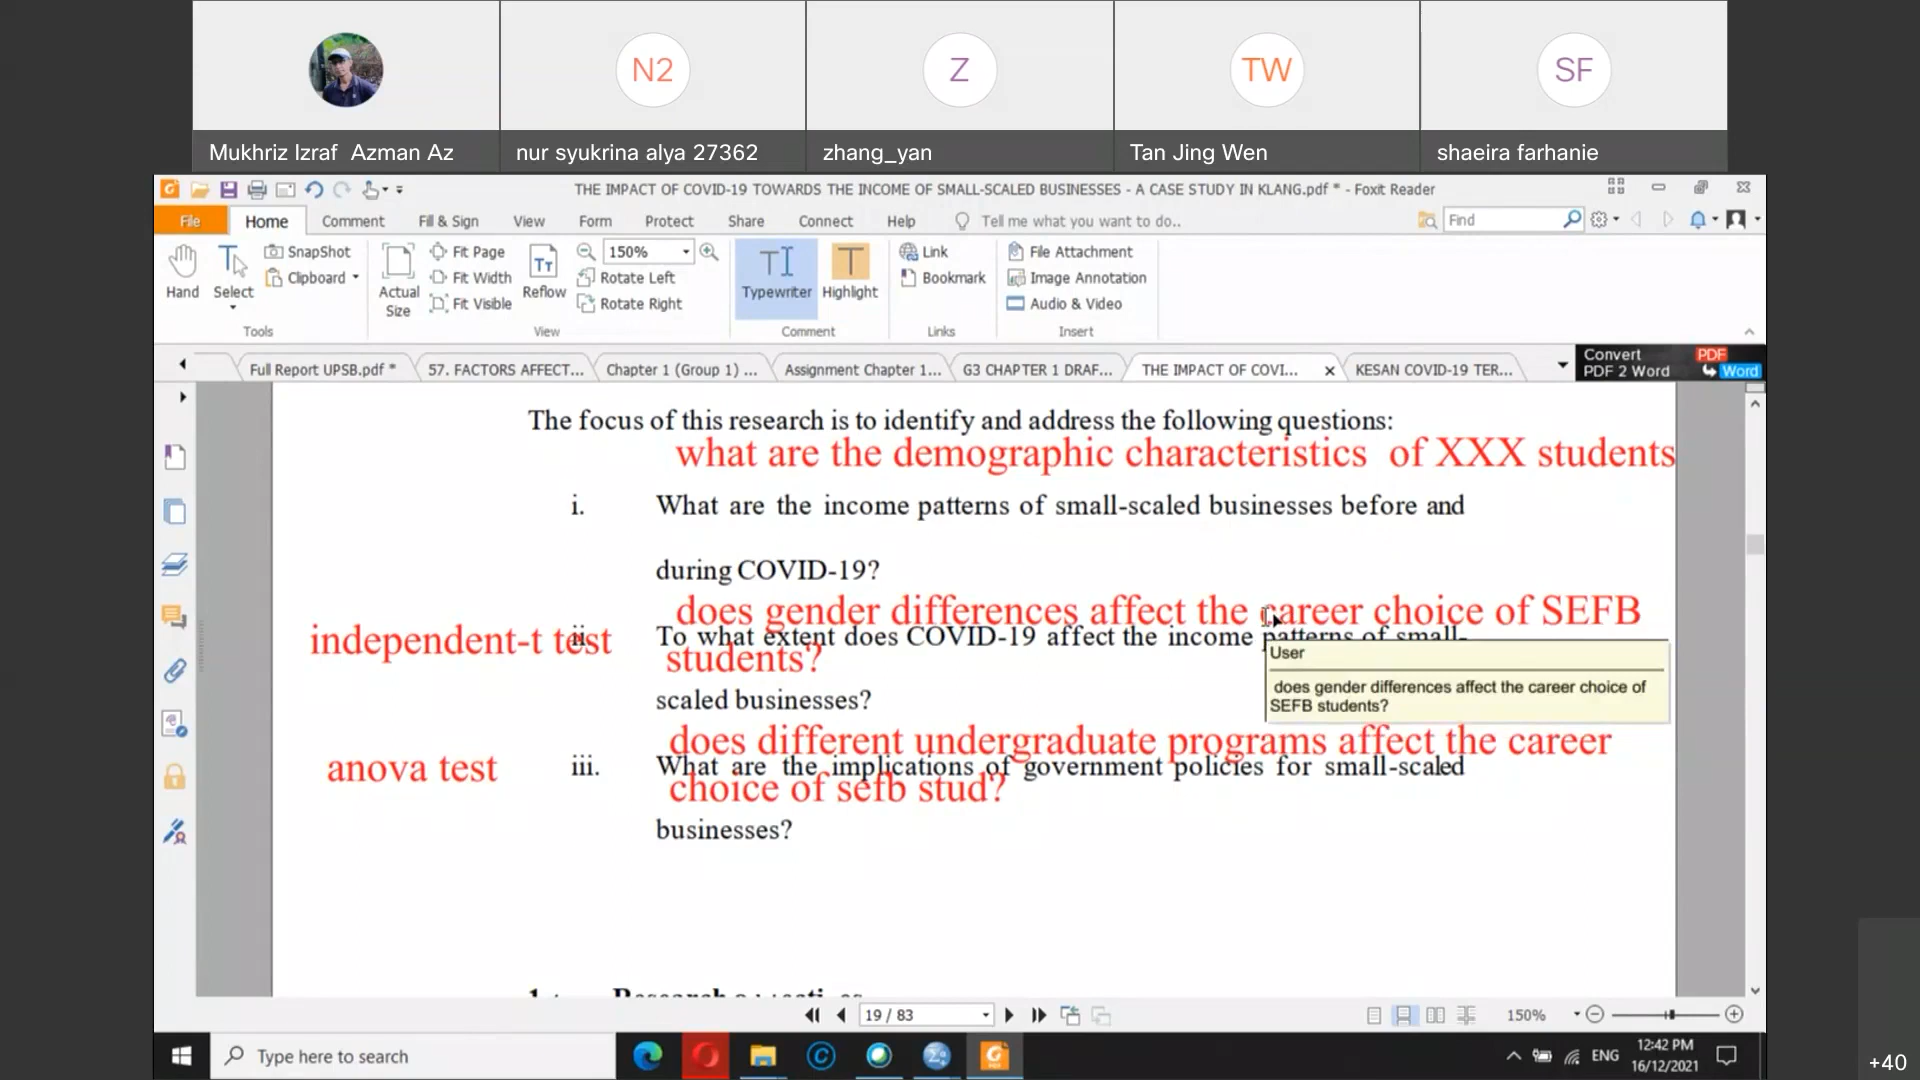 N2
Z
TW
SF
Mukhriz Izraf Azman Az
nur syukrina alya 27362
zhang_yan
Tan Jing Wen
shaeira farhanie
THE IMPACT OF COVID-19 TOWARDS THE INCOME OF SMALL-SCALED BUSINESSES - A CASE STUDY IN KLANG.pdf * - Foxit Reader
File
Home
Comment
Fill & Sign
View
Form
Protect
Share
Connect
Help
Tell me what you want to do..
Find
Hand
Select
SnapShot
Clipboard
Tools
Actual
Size
Fit Page
Fit Width
Fit Visible
Reflow
150%
Rotate Left
Rotate Right
View
Typewriter
Highlight
Comment
Link
Bookmark
Links
File Attachment
Image Annotation
Audio & Video
Insert
Full Report UPSB.pdf *
57. FACTORS AFFECT...
Chapter 1 (Group 1) ...
Assignment Chapter 1...
G3 CHAPTER 1 DRAF...
THE IMPACT OF COVI...
KESAN COVID-19 TER...
Convert
PDF 2 Word
PDF
Word
The focus of this research is to identify and address the following questions:
what are the demographic characteristics of XXX students
i. What are the income patterns of small-scaled businesses before and
during COVID-19?
does gender differences affect the career choice of SEFB
independent-t test
ii. To what extent does COVID-19 affect the income patterns of small-
students?
User
does gender differences affect the career choice of
SEFB students?
scaled businesses?
does different undergraduate programs affect the career
anova test
iii. What are the implications of government policies for small-scaled
choice of sefb stud?
businesses?
19 / 83
150%
Type here to search
ENG
12:42 PM
16/12/2021
+40